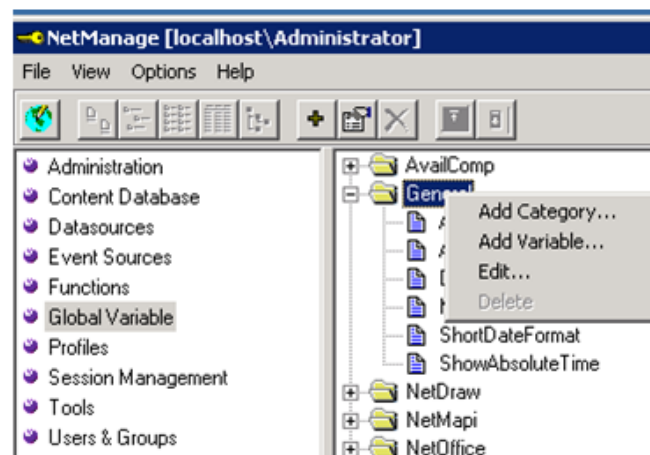 NetManage [localhost\Administrator]
File View Options Help
Administration
Content Database
Datasources
Event Sources
Functions
Global Variable
Profiles
Session Management
Tools
Users & Groups
AvailComp
General
Add Category...
Add Variable...
Edit...
Delete
ShortDateFormat
ShowAbsoluteTime
NetDraw
NetMapi
NetOffice